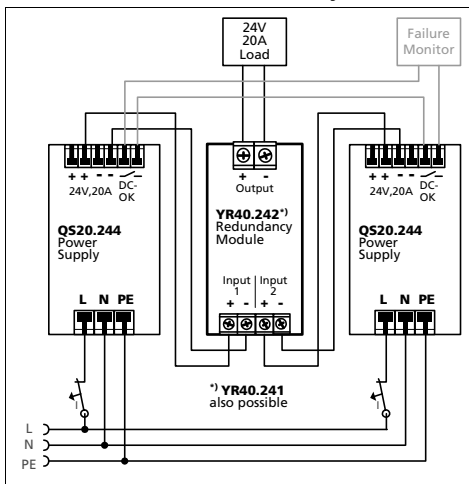 24V
20A
Load
Failure
Monitor
+ + - -
24V,20A
DC-
OK
QS20.244
Power
Supply
L N PE
+ -
Output
YR40.242*)
Redundancy
Module
Input
1
Input
2
+ - + -
+ + - -
24V,20A
DC-
OK
QS20.244
Power
Supply
L N PE
*) YR40.241
also possible
L
N
PE